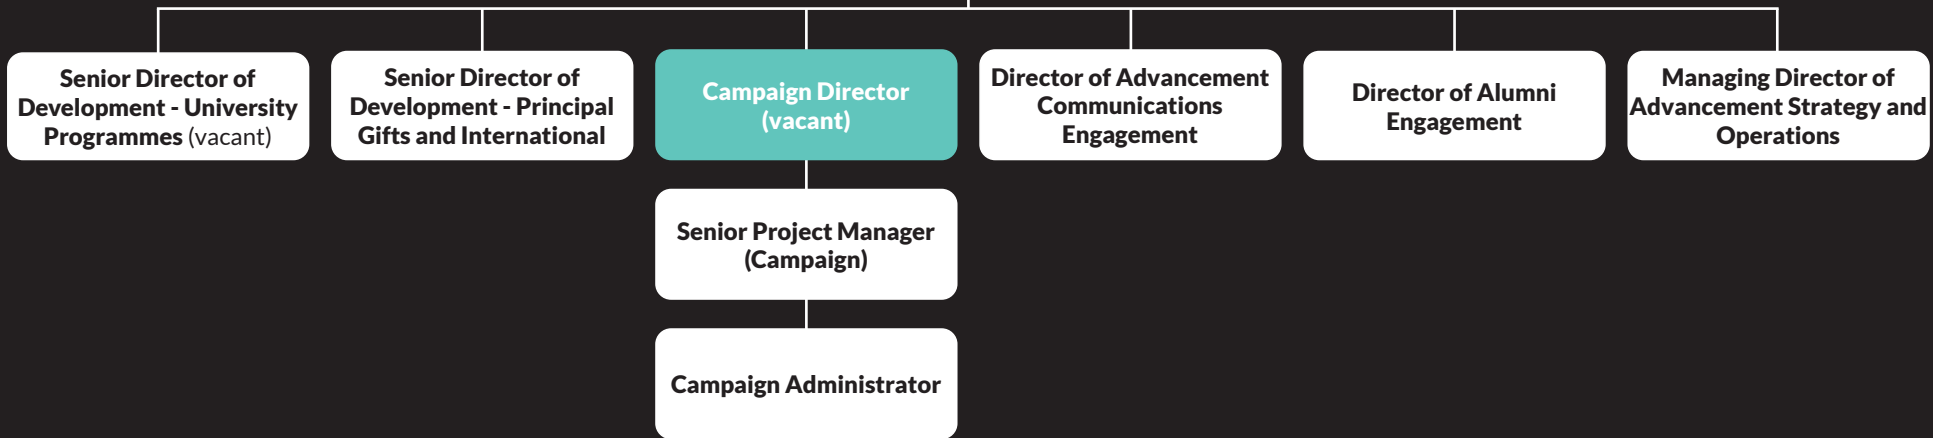 Senior Director of
Development - University
Programmes (vacant)
Senior Director of
Development - Principal
Gifts and International
Campaign Director
(vacant)
Director of Advancement
Communications
Engagement
Director of Alumni
Engagement
Managing Director of
Advancement Strategy and
Operations
Senior Project Manager
(Campaign)
Campaign Administrator